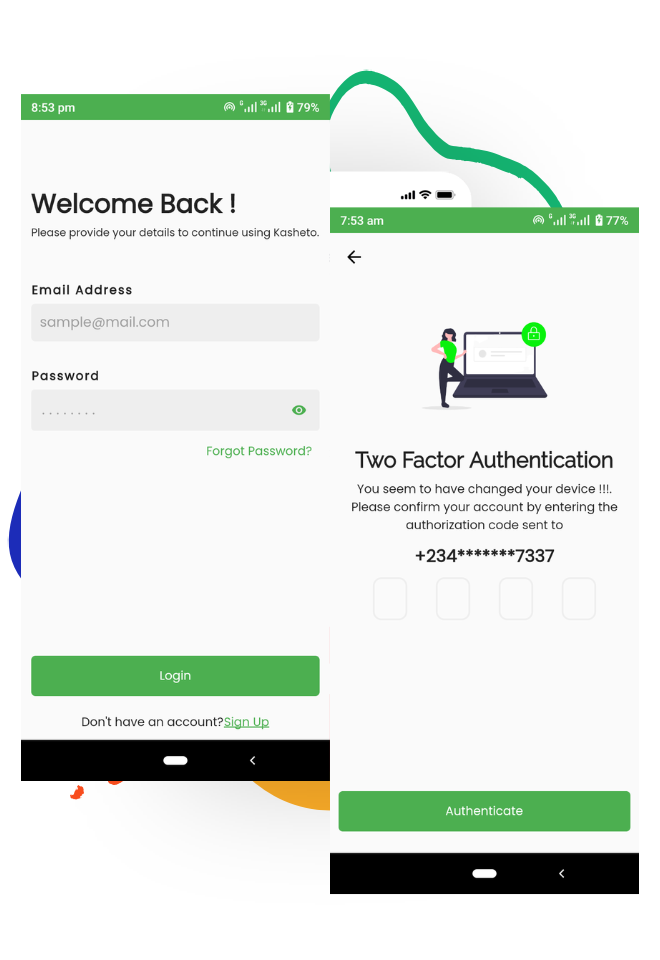 8:53 pm
G 3G 79%
Welcome Back !
Please provide your details to continue using Kasheto.
Email Address
sample@mail.com
Password
........
Forgot Password?
Login
Don't have an account?Sign Up
7:53 am
G 3G 77%
Two Factor Authentication
You seem to have changed your device !!!.
Please confirm your account by entering the
authorization code sent to
+234*******7337
Authenticate